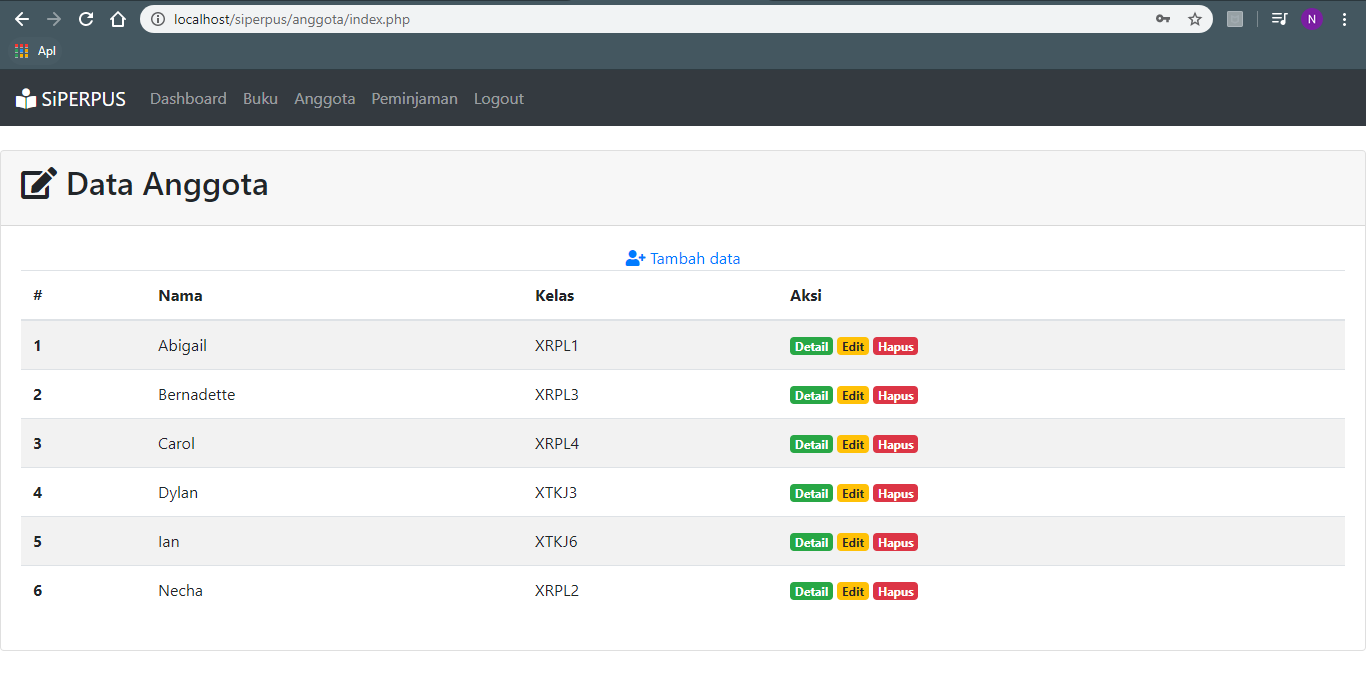 localhost/siperpus/anggota/index.php
N
Apl
SiPERPUS Dashboard Buku Anggota Peminjaman Logout
Data Anggota
Tambah data
# Nama Kelas Aksi
1 Abigail XRPL1 Detail Edit Hapus
2 Bernadette XRPL3 Detail Edit Hapus
3 Carol XRPL4 Detail Edit Hapus
4 Dylan XTKJ3 Detail Edit Hapus
5 Ian XTKJ6 Detail Edit Hapus
6 Necha XRPL2 Detail Edit Hapus